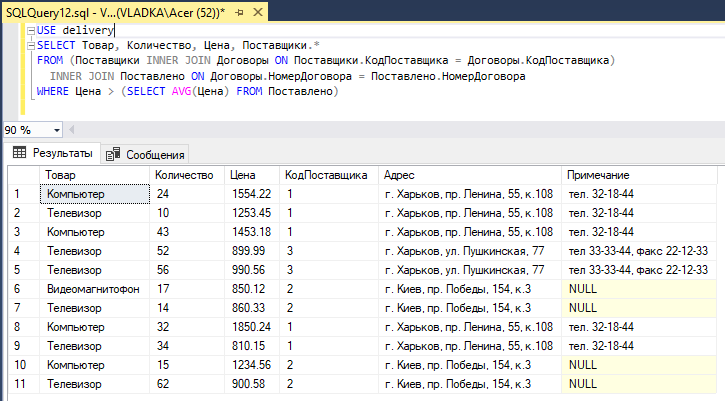 SQLQuery12.sql - V...(VLADKA\Acer (52))*
USE delivery
SELECT Товар, Количество, Цена, Поставщики.*
FROM (Поставщики INNER JOIN Договоры ON Поставщики.КодПоставщика = Договоры.КодПоставщика)
INNER JOIN Поставлено ON Договоры.НомерДоговора = Поставлено.НомерДоговора
WHERE Цена > (SELECT AVG(Цена) FROM Поставлено)
90 %
Результаты Сообщения
Товар Количество Цена КодПоставщика Адрес Примечание
1 Компьютер 24 1554.22 1 г. Харьков, пр. Ленина, 55, к.108 тел. 32-18-44
2 Телевизор 10 1253.45 1 г. Харьков, пр. Ленина, 55, к.108 тел. 32-18-44
3 Компьютер 43 1453.18 1 г. Харьков, пр. Ленина, 55, к.108 тел. 32-18-44
4 Телевизор 52 899.99 3 г. Харьков, ул. Пушкинская, 77 тел 33-33-44, факс 22-12-33
5 Телевизор 56 990.56 3 г. Харьков, ул. Пушкинская, 77 тел 33-33-44, факс 22-12-33
6 Видеомагнитофон 17 850.12 2 г. Киев, пр. Победы, 154, к.3 NULL
7 Телевизор 14 860.33 2 г. Киев, пр. Победы, 154, к.3 NULL
8 Компьютер 32 1850.24 1 г. Харьков, пр. Ленина, 55, к.108 тел. 32-18-44
9 Телевизор 34 810.15 1 г. Харьков, пр. Ленина, 55, к.108 тел. 32-18-44
10 Компьютер 15 1234.56 2 г. Киев, пр. Победы, 154, к.3 NULL
11 Телевизор 62 900.58 2 г. Киев, пр. Победы, 154, к.3 NULL